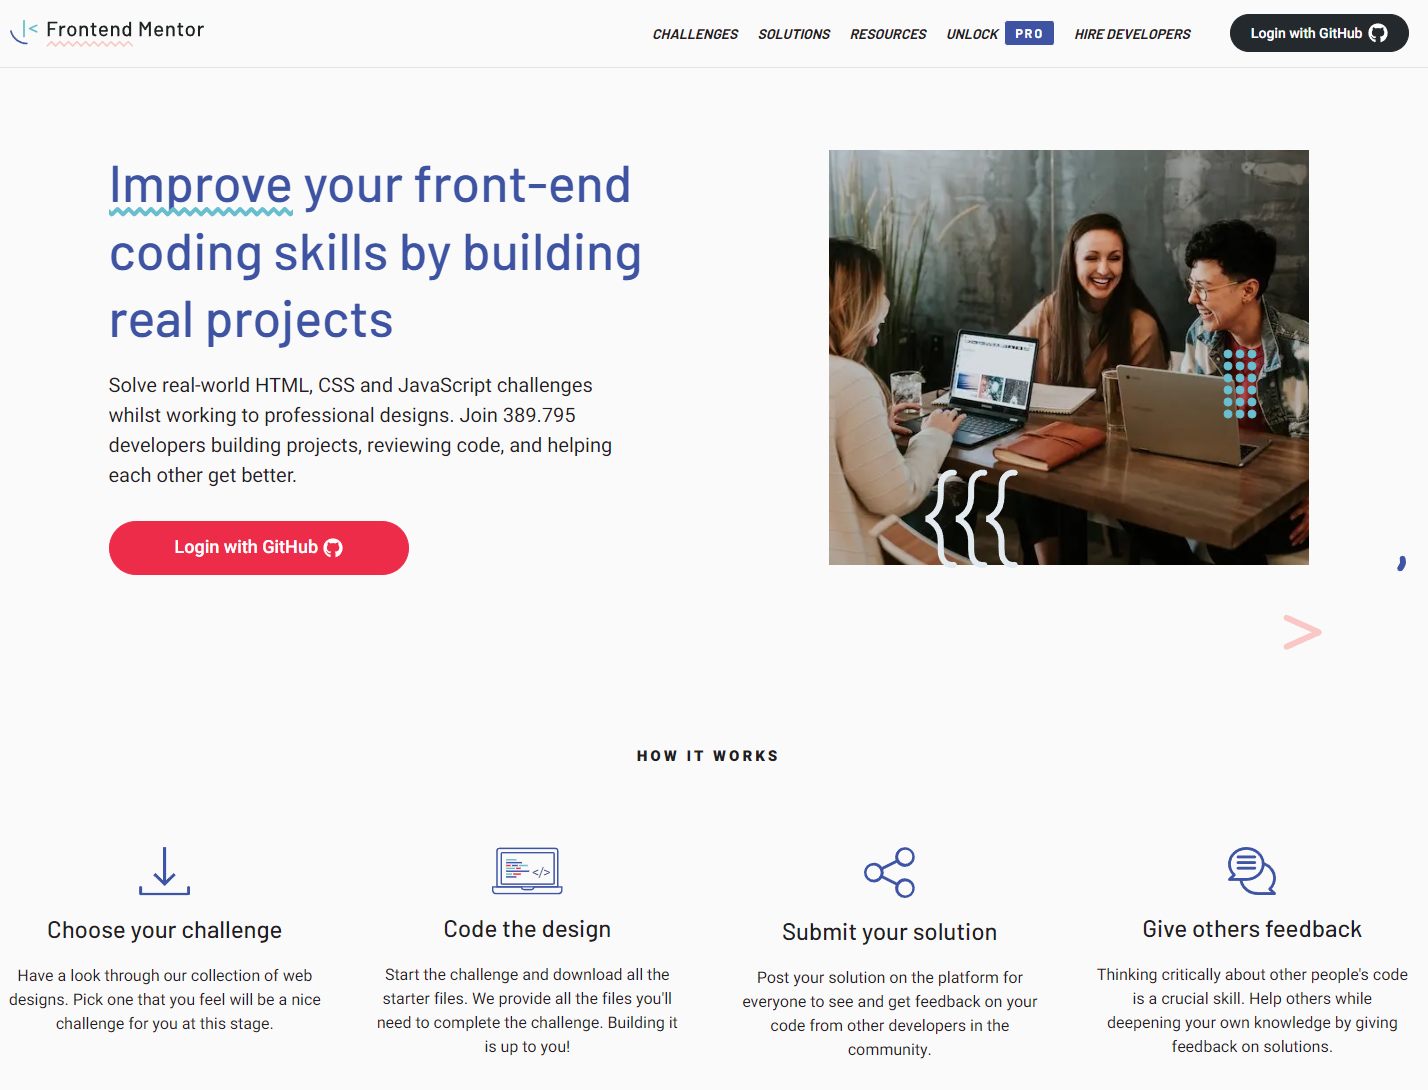 Frontend Mentor
CHALLENGES SOLUTIONS RESOURCES UNLOCK PRO HIRE DEVELOPERS Login with GitHub
Improve your front-end
coding skills by building
real projects
Solve real-world HTML, CSS and JavaScript challenges
whilst working to professional designs. Join 389.795
developers building projects, reviewing code, and helping
each other get better.
Login with GitHub
{{{
,
>
HOW IT WORKS
</>
Choose your challenge
Have a look through our collection of web
designs. Pick one that you feel will be a nice
challenge for you at this stage.
Code the design
Start the challenge and download all the
starter files. We provide all the files you'll
need to complete the challenge. Building it
is up to you!
Submit your solution
Post your solution on the platform for
everyone to see and get feedback on your
code from other developers in the
community.
Give others feedback
Thinking critically about other people's code
is a crucial skill. Help others while
deepening your own knowledge by giving
feedback on solutions.